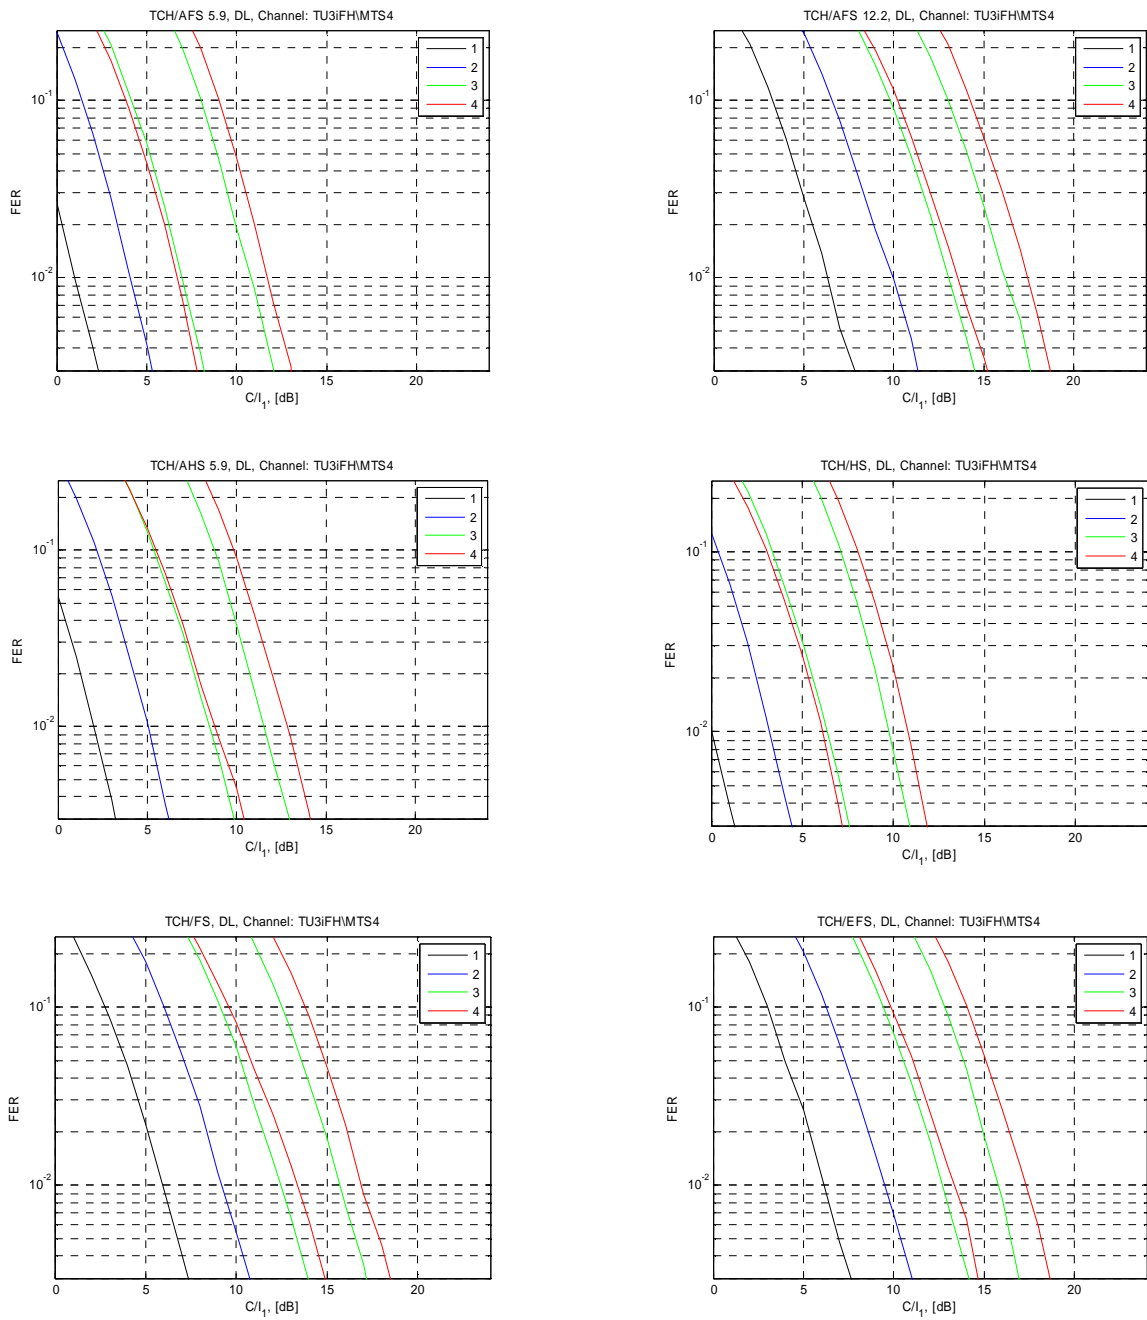 TCH/AFS 5.9, DL, Channel: TU3iFH\MTS4
1
2
3
4
10^-1
10^-2
FER
0 5 10 15 20
C/I_1, [dB]
TCH/AFS 12.2, DL, Channel: TU3iFH\MTS4
1
2
3
4
10^-1
10^-2
FER
0 5 10 15 20
C/I_1, [dB]
TCH/AHS 5.9, DL, Channel: TU3iFH\MTS4
1
2
3
4
10^-1
10^-2
FER
0 5 10 15 20
C/I_1, [dB]
TCH/HS, DL, Channel: TU3iFH\MTS4
1
2
3
4
10^-1
10^-2
FER
0 5 10 15 20
C/I_1, [dB]
TCH/FS, DL, Channel: TU3iFH\MTS4
1
2
3
4
10^-1
10^-2
FER
0 5 10 15 20
C/I_1, [dB]
TCH/EFS, DL, Channel: TU3iFH\MTS4
1
2
3
4
10^-1
10^-2
FER
0 5 10 15 20
C/I_1, [dB]